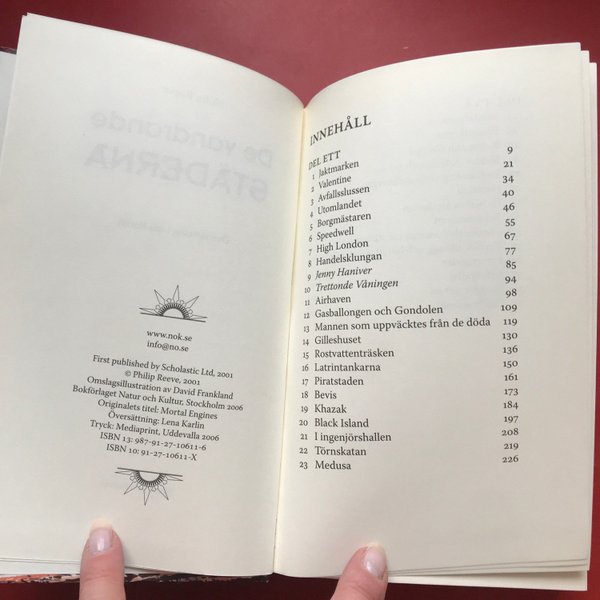 www.nok.se
info@no.se
First published by Scholastic Ltd, 2001
© Philip Reeve, 2001
Omslagsillustration av David Frankland
Bokförlaget Natur och Kultur, Stockholm 2006
Originalets titel: Mortal Engines
Översättning: Lena Karlin
Tryck: Mediaprint, Uddevalla 2006
ISBN 13: 987-91-27-10611-6
ISBN 10: 91-27-10611-X
INNEHÅLL
DEL ETT
1 Jaktmarken 9
2 Valentine 21
3 Avfallsslussen 34
4 Utomlandet 40
5 Borgmästaren 46
6 Speedwell 55
7 High London 67
8 Handelsklungan 77
9 Jenny Haniver 85
10 Trettonde Våningen 94
11 Airhaven 98
12 Gasballongen och Gondolen 109
13 Mannen som uppväcktes från de döda 119
14 Gilleshuset 130
15 Rostvattenträsken 136
16 Latrintankarna 150
17 Piratstaden 161
18 Bevis 173
19 Khazak 184
20 Black Island 197
21 I ingenjörshallen 208
22 Törnskatan 219
23 Medusa 226